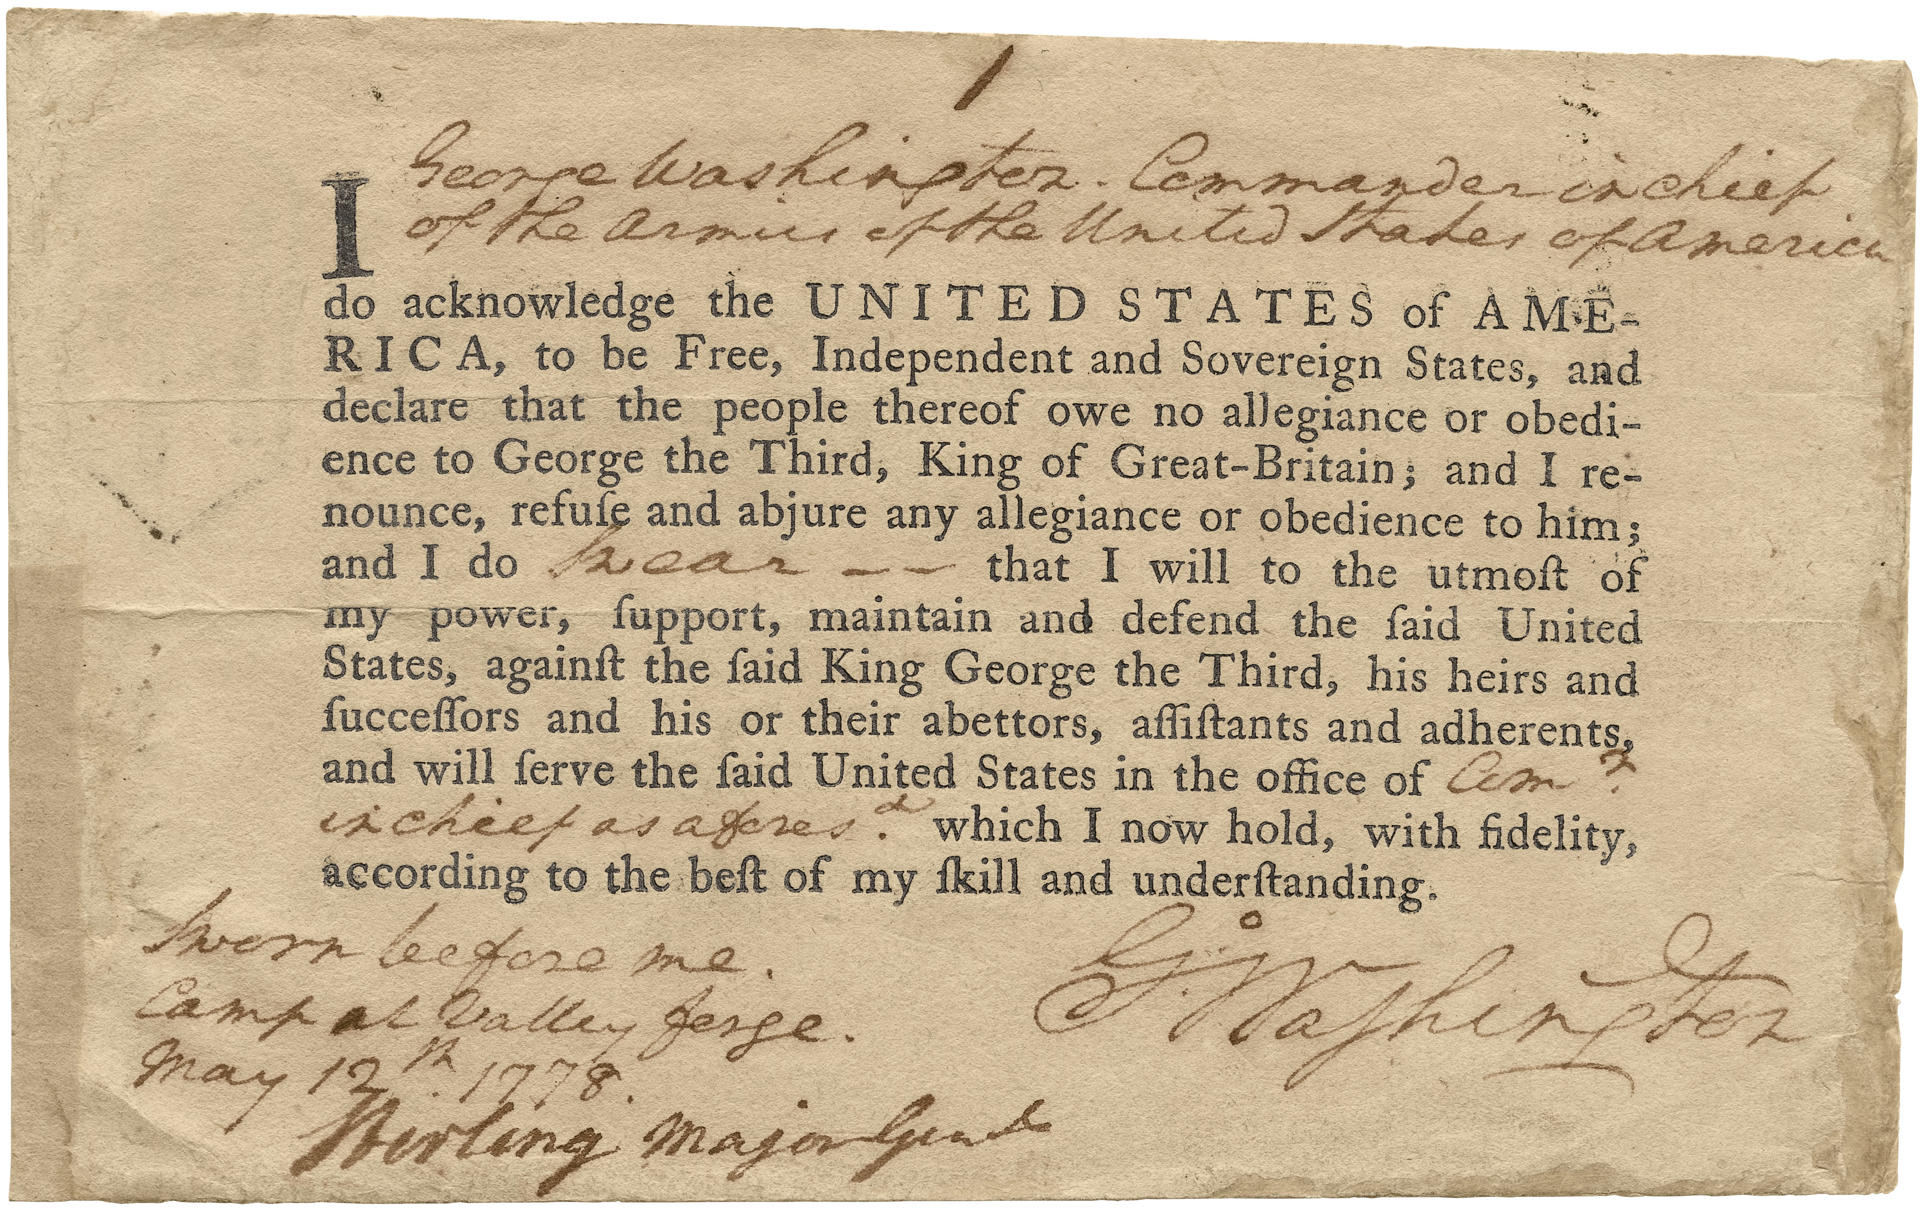 1
George Washington. Commander in chief
I of the Armies of the United States of America
do acknowledge the UNITED STATES of AME-
RICA, to be Free, Independent and Sovereign States, and
declare that the people thereof owe no allegiance or obedi-
ence to George the Third, King of Great-Britain; and I re-
nounce, refuſe and abjure any allegiance or obedience to him;
and I do Swear -- that I will to the utmoſt of
my power, ſupport, maintain and defend the ſaid United
States, againſt the ſaid King George the Third, his heirs and
ſucceſſors and his or their abettors, aſſiſtants and adherents,
and will ſerve the ſaid United States in the office of Comr.
in chief as aforesd. which I now hold, with fidelity,
according to the beſt of my ſkill and underſtanding.
Sworn before me.
Camp at Valley forge.
May 12th. 1778.
Go: Washington
Stirling Major Genl